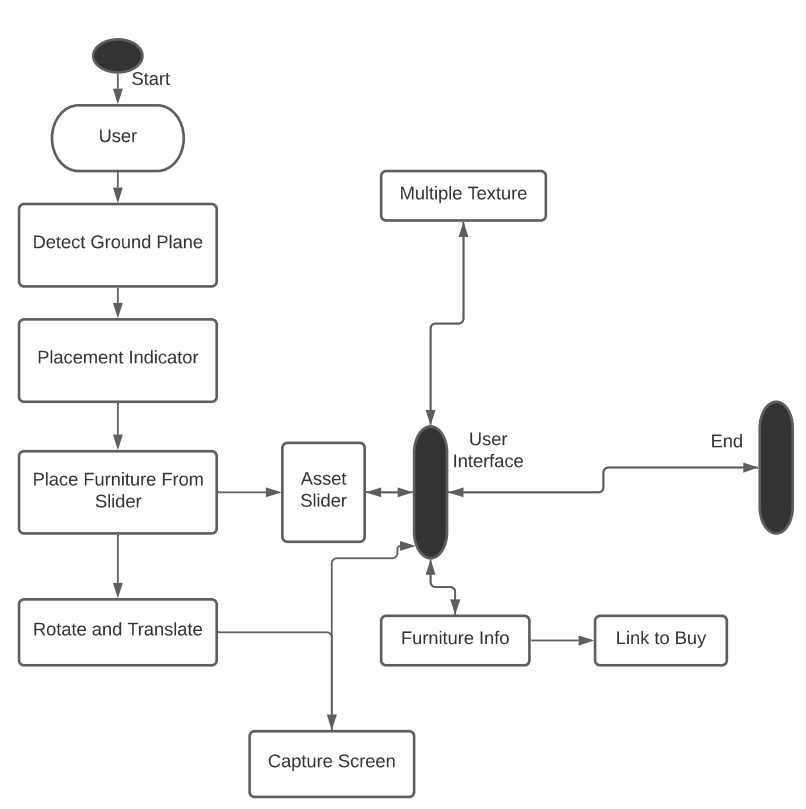 Start
User
Detect Ground Plane
Multiple Texture
Placement Indicator
Place Furniture From
Slider
Asset
Slider
User
Interface
End
Rotate and Translate
Furniture Info
Link to Buy
Capture Screen